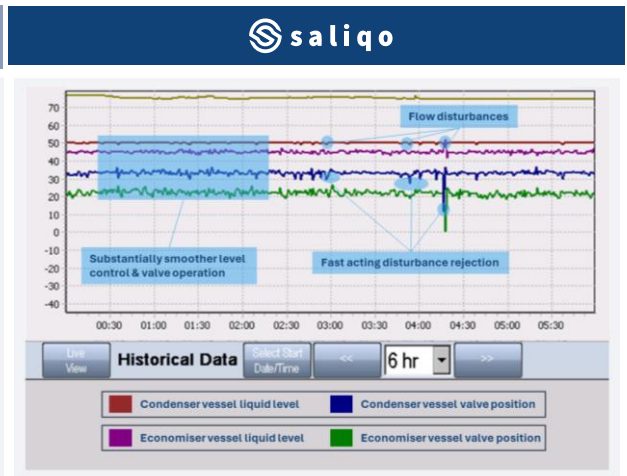 saliqo
70
60
50
40
30
20
10
0
-10
-20
-30
-40
Flow disturbances
Substantially smoother level
control & valve operation
Fast acting disturbance rejection
00:30 01:00 01:30 02:00 02:30 03:00 03:30 04:00 04:30 05:00 05:30
Live
View
Historical Data
Select Start
Date/Time
<<
6 hr
>>
Condenser vessel liquid level
Condenser vessel valve position
Economiser vessel liquid level
Economiser vessel valve position